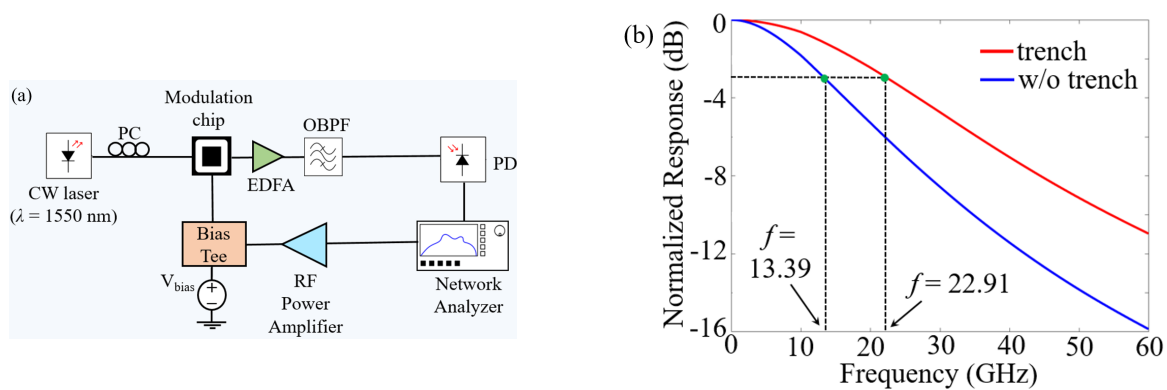 (a)
Modulation
chip
PC
OBPF
EDFA
PD
CW laser
(λ = 1550 nm)
Bias
Tee
Vbias
RF
Power
Amplifier
Network
Analyzer
(b)
Normalized Response (dB)
0
-4
-8
-12
-16
trench
w/o trench
f =
13.39
f = 22.91
0 10 20 30 40 50 60
Frequency (GHz)